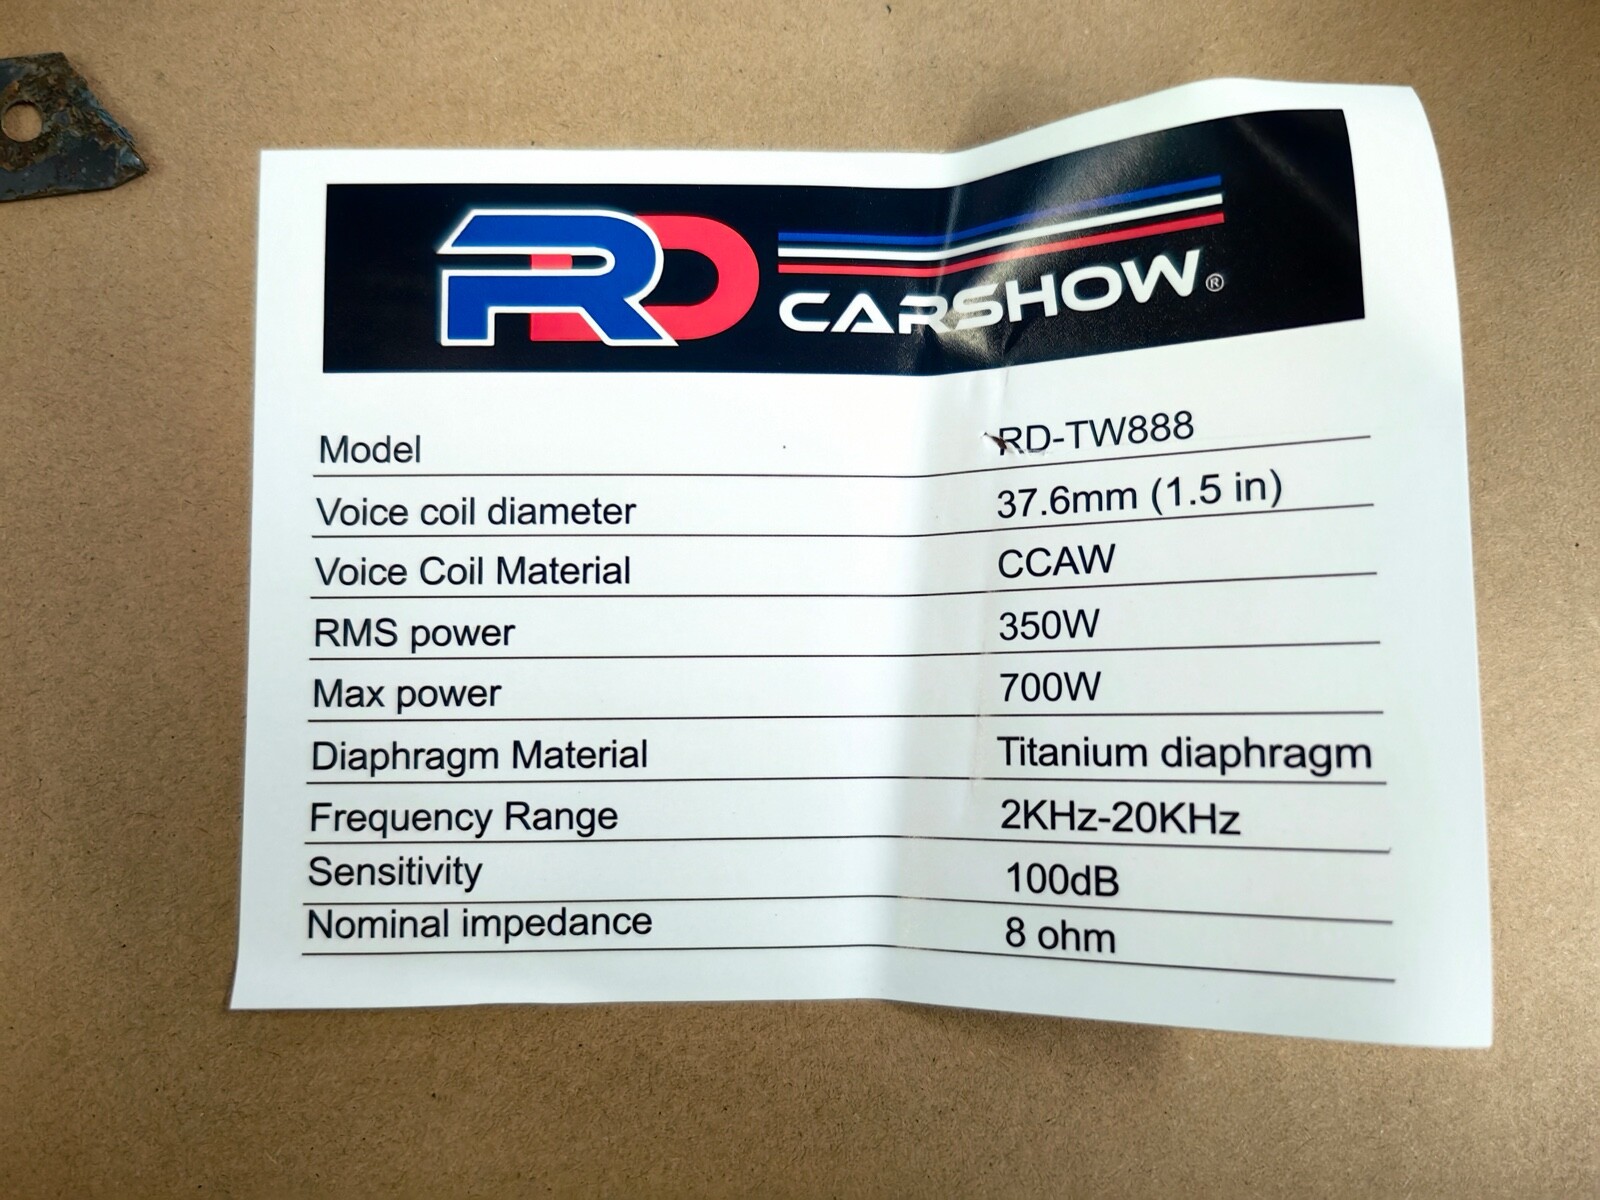 RD CARSHOW®
Model RD-TW888
Voice coil diameter 37.6mm (1.5 in)
Voice Coil Material CCAW
RMS power 350W
Max power 700W
Diaphragm Material Titanium diaphragm
Frequency Range 2KHz-20KHz
Sensitivity 100dB
Nominal impedance 8 ohm